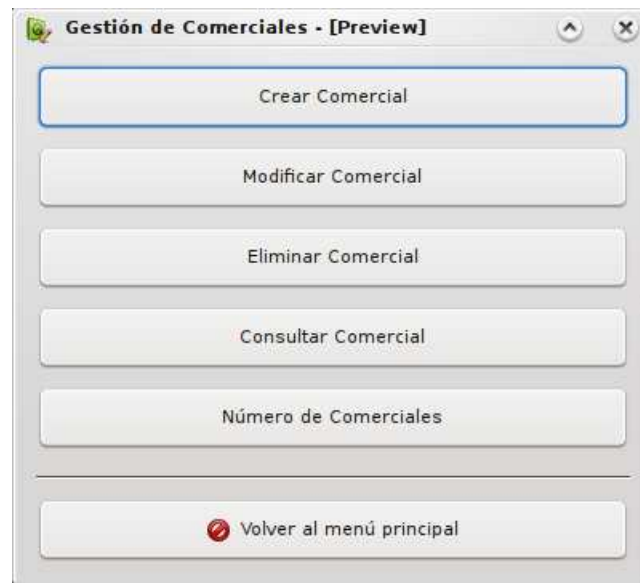 Gestión de Comerciales - [Preview]
Crear Comercial
Modificar Comercial
Eliminar Comercial
Consultar Comercial
Número de Comerciales
Volver al menú principal